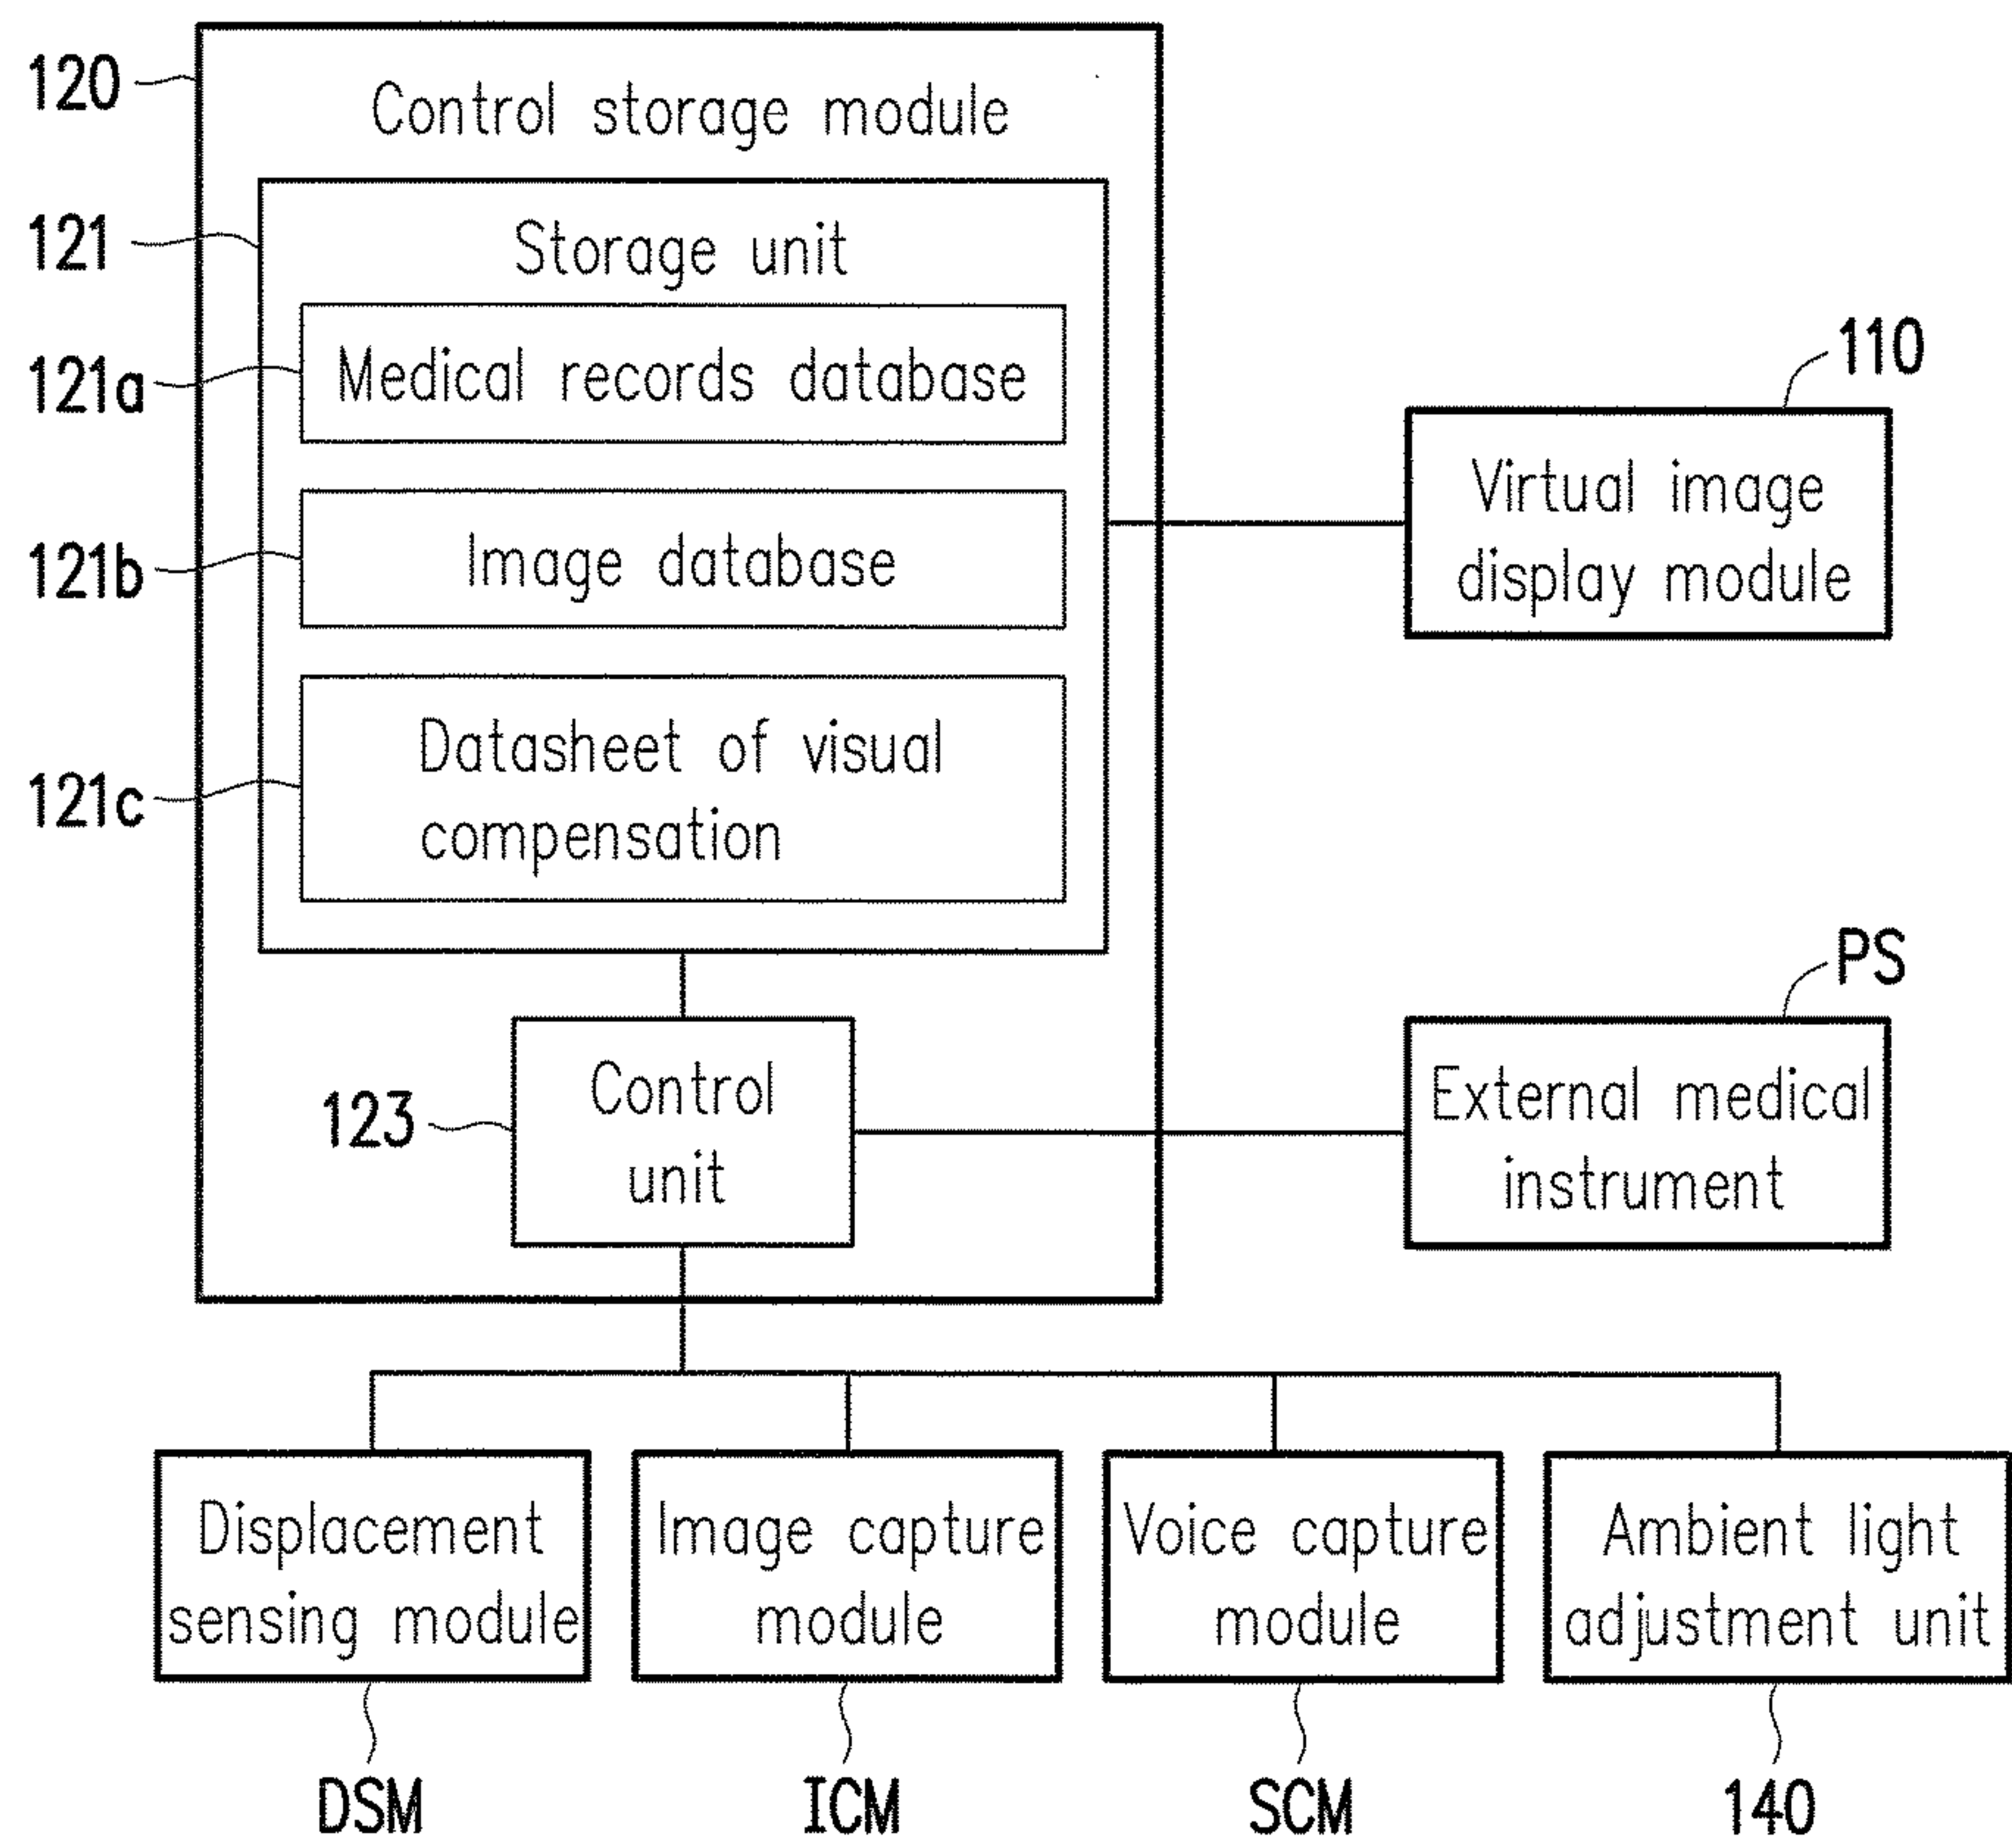 120
Control storage module
121
Storage unit
121a
Medical records database
110
Virtual image
display module
121b
Image database
121c
Datasheet of visual
compensation
PS
123
Control
unit
External medical
instrument
Displacement
sensing module
Image capture
module
Voice capture
module
Ambient light
adjustment unit
DSM
ICM
SCM
140